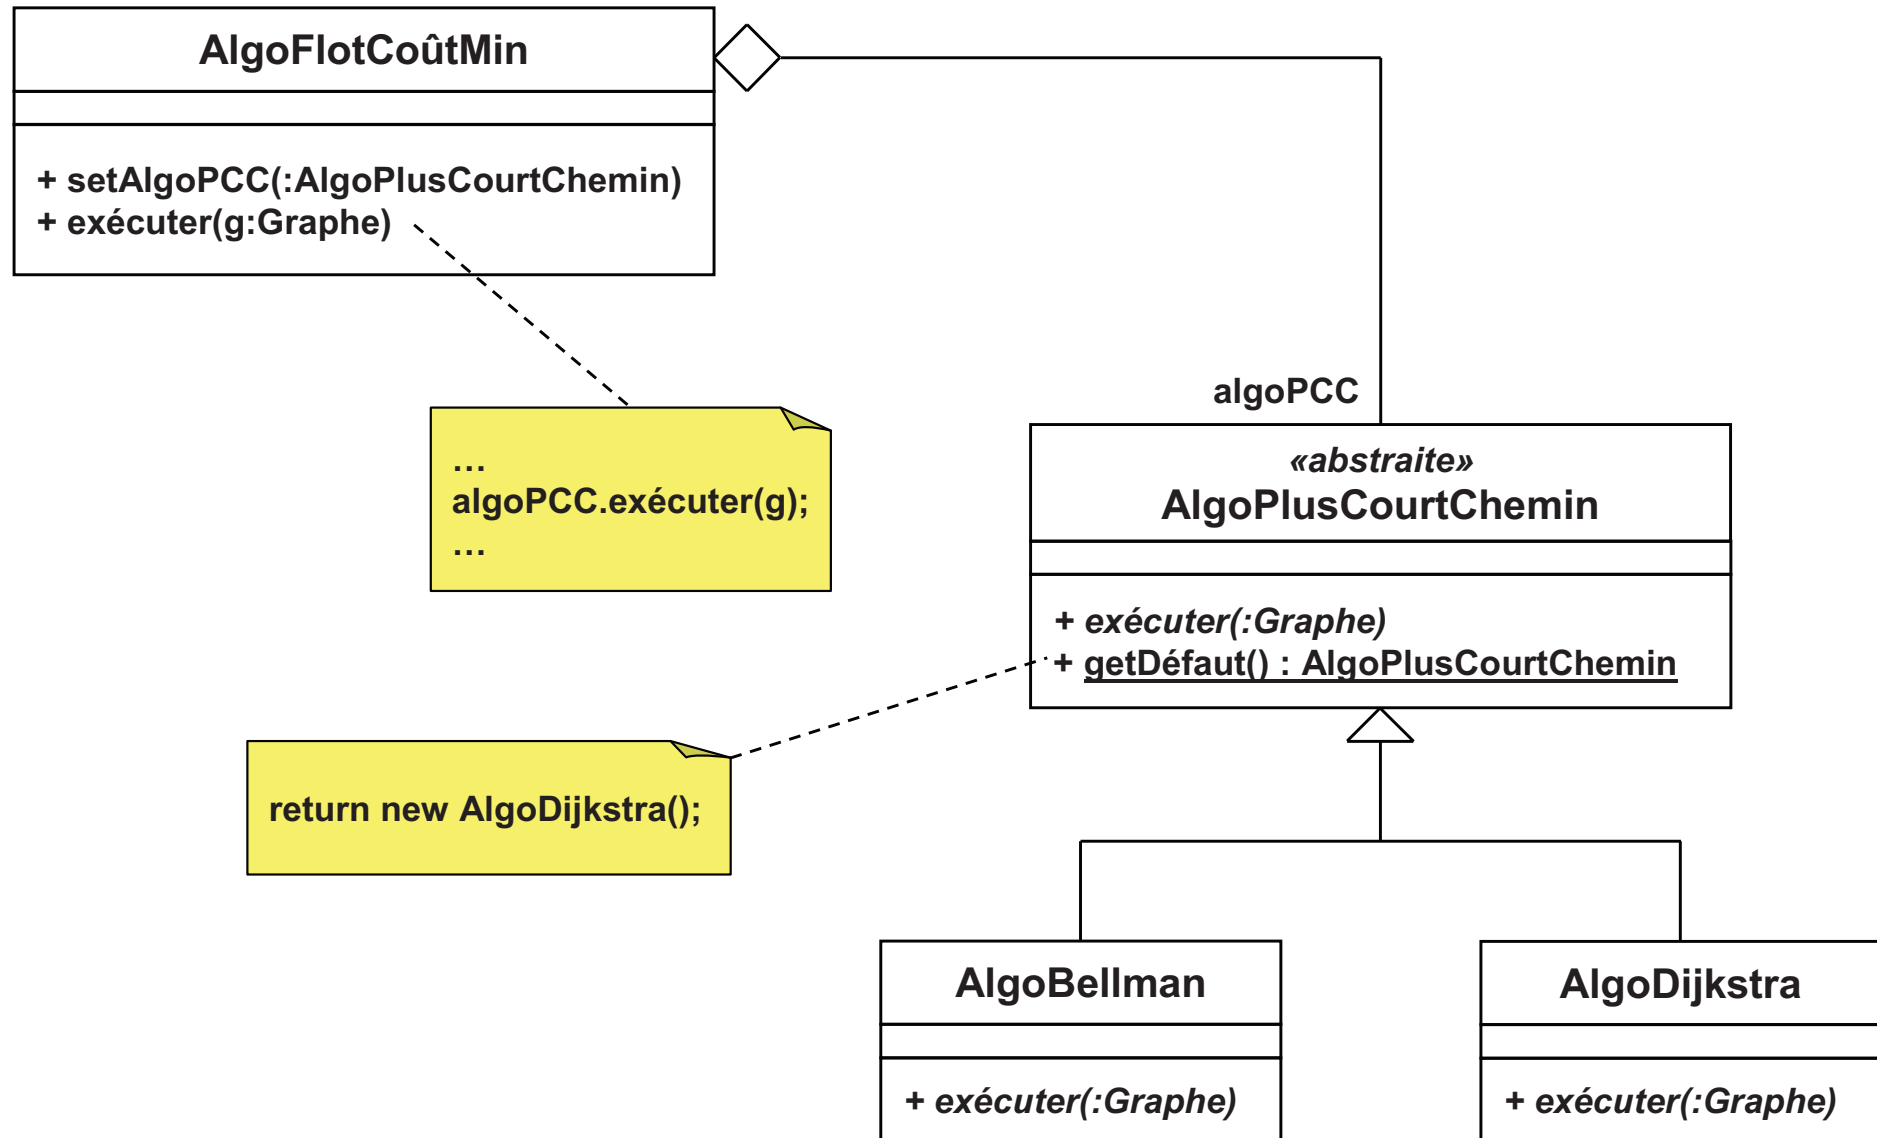 AlgoFlotCoûtMin
+ setAlgoPCC(:AlgoPlusCourtChemin)
+ exécuter(g:Graphe)
…
algoPCC.exécuter(g);
…
algoPCC
«abstraite»
AlgoPlusCourtChemin
+ exécuter(:Graphe)
+ getDéfaut() : AlgoPlusCourtChemin
return new AlgoDijkstra();
AlgoBellman
+ exécuter(:Graphe)
AlgoDijkstra
+ exécuter(:Graphe)